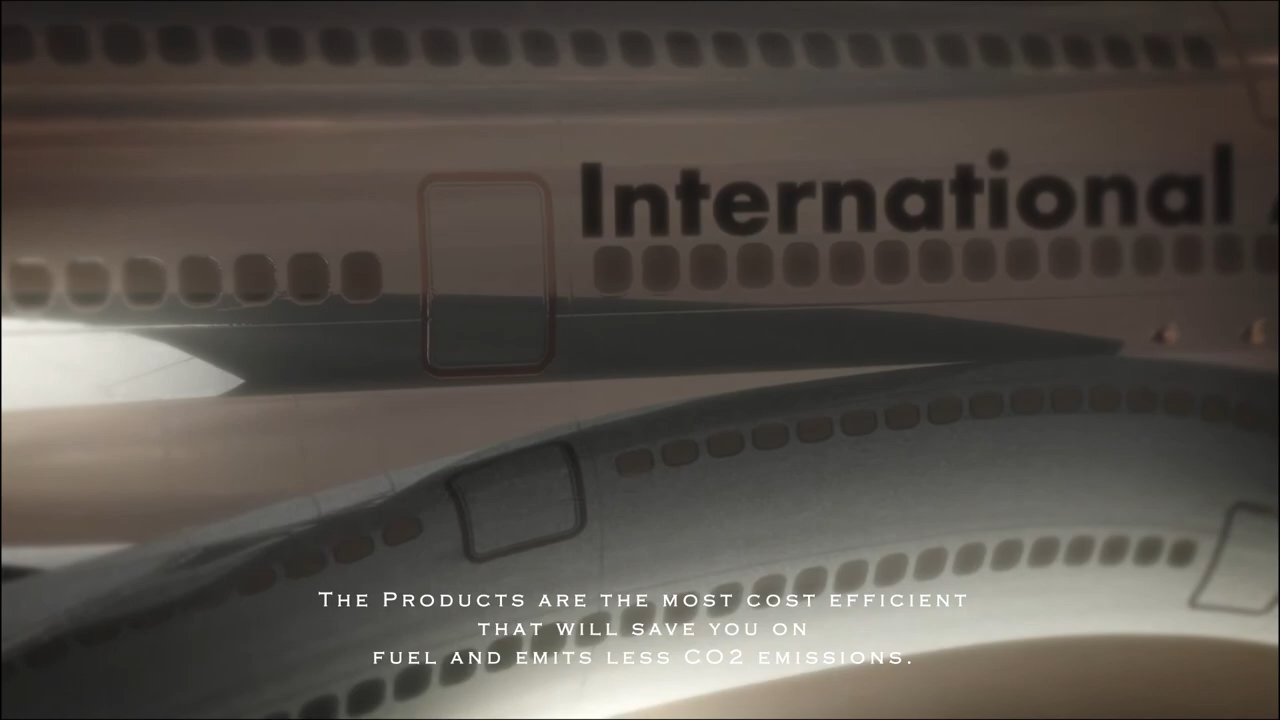 International
THE PRODUCTS ARE THE MOST COST EFFICIENT
THAT WILL SAVE YOU ON
FUEL AND EMITS LESS CO2 EMISSIONS.